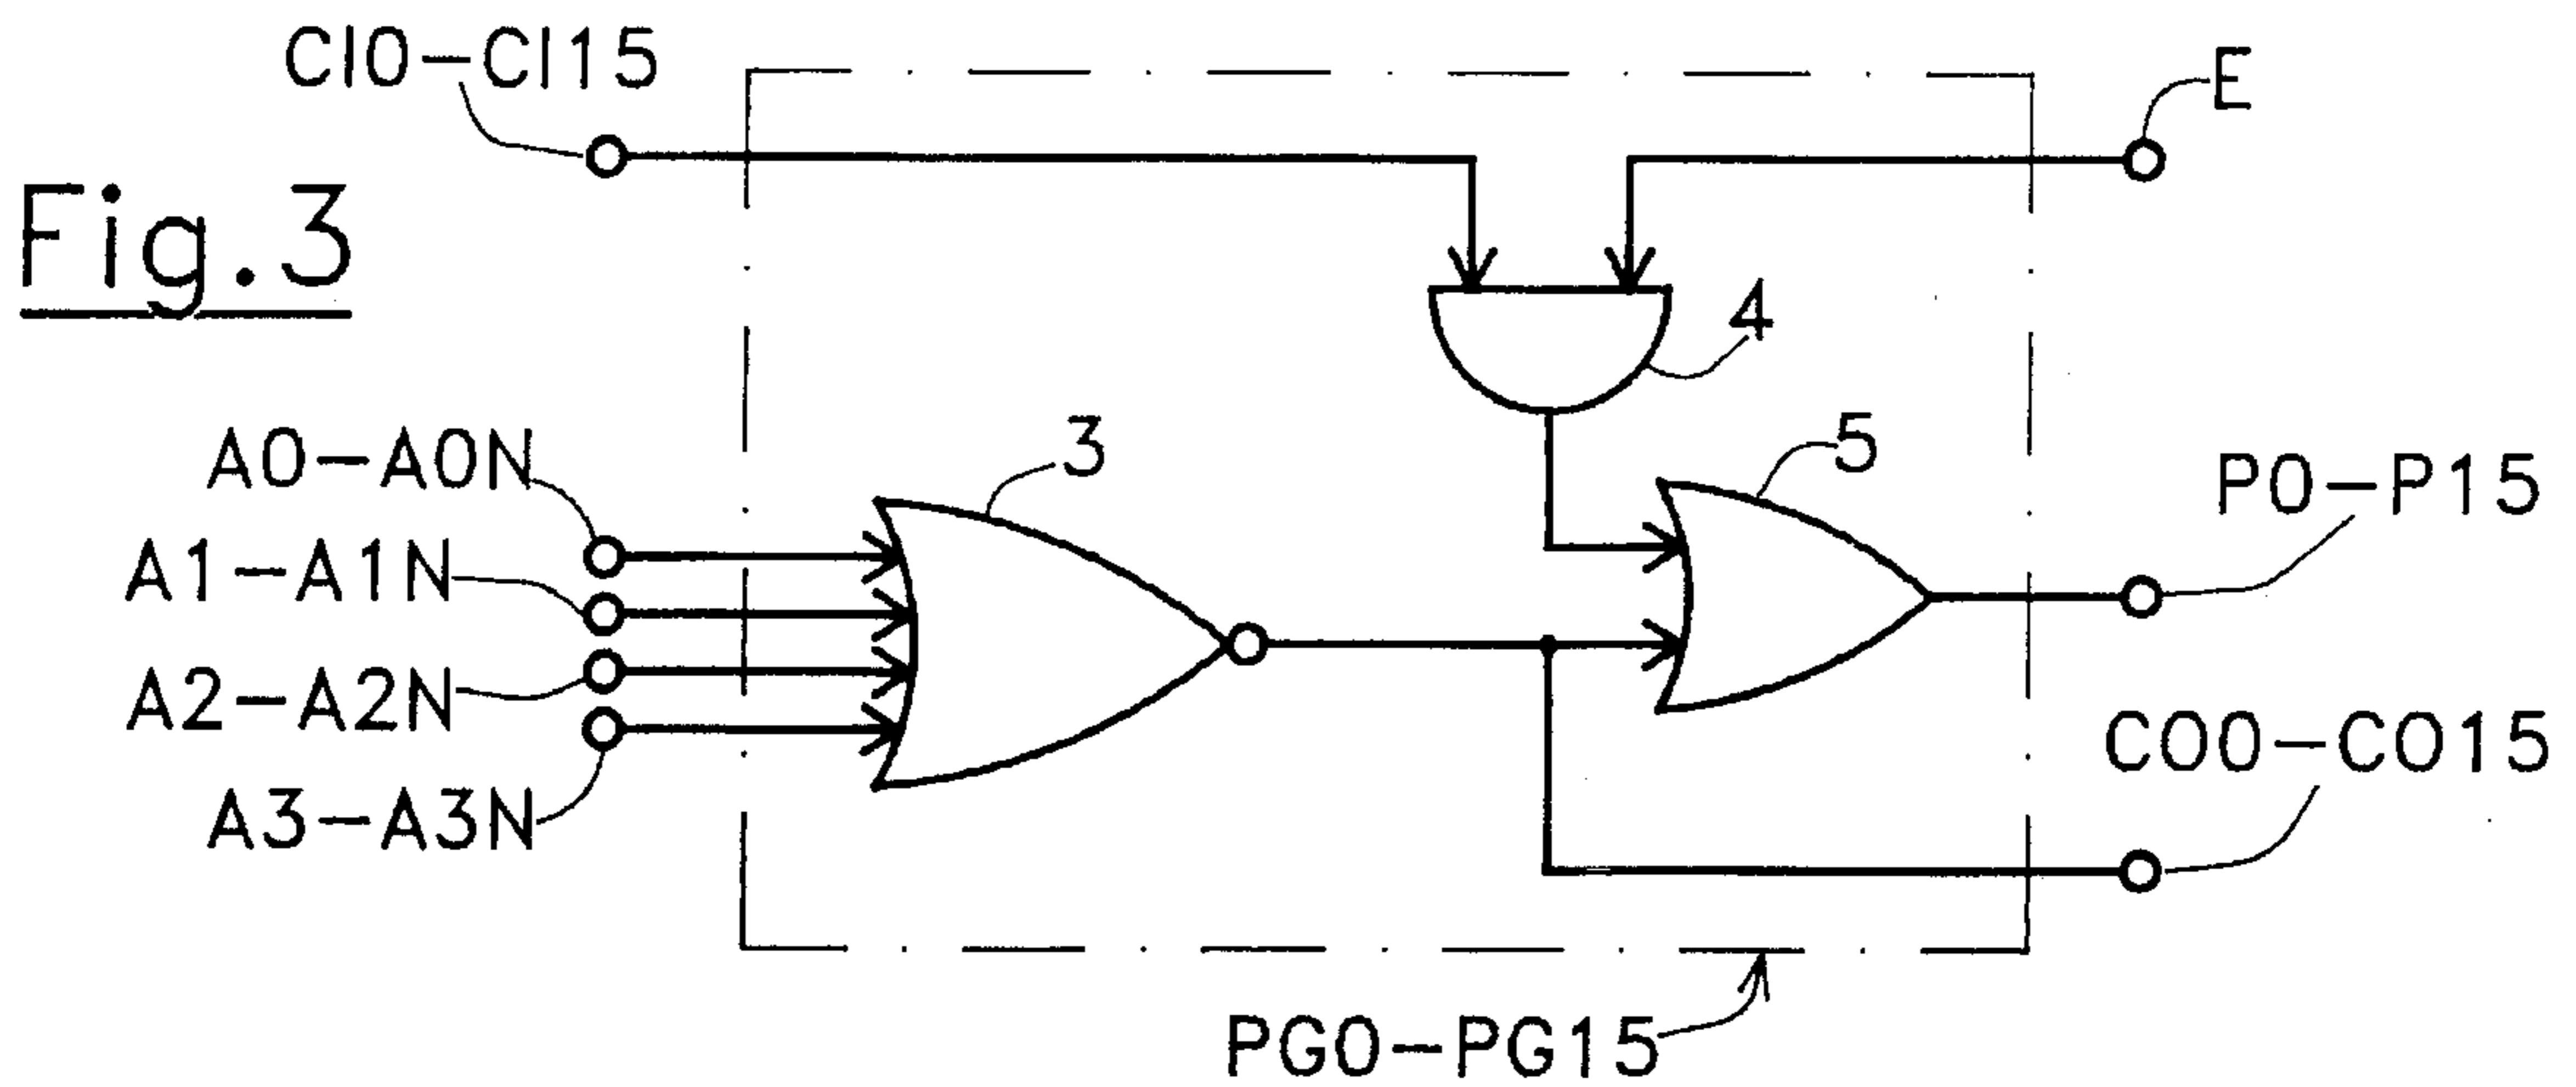 CI0-CI15
E
Fig.3
4
A0-A0N
3
5
P0-P15
A1-A1N
A2-A2N
CO0-CO15
A3-A3N
PG0-PG15